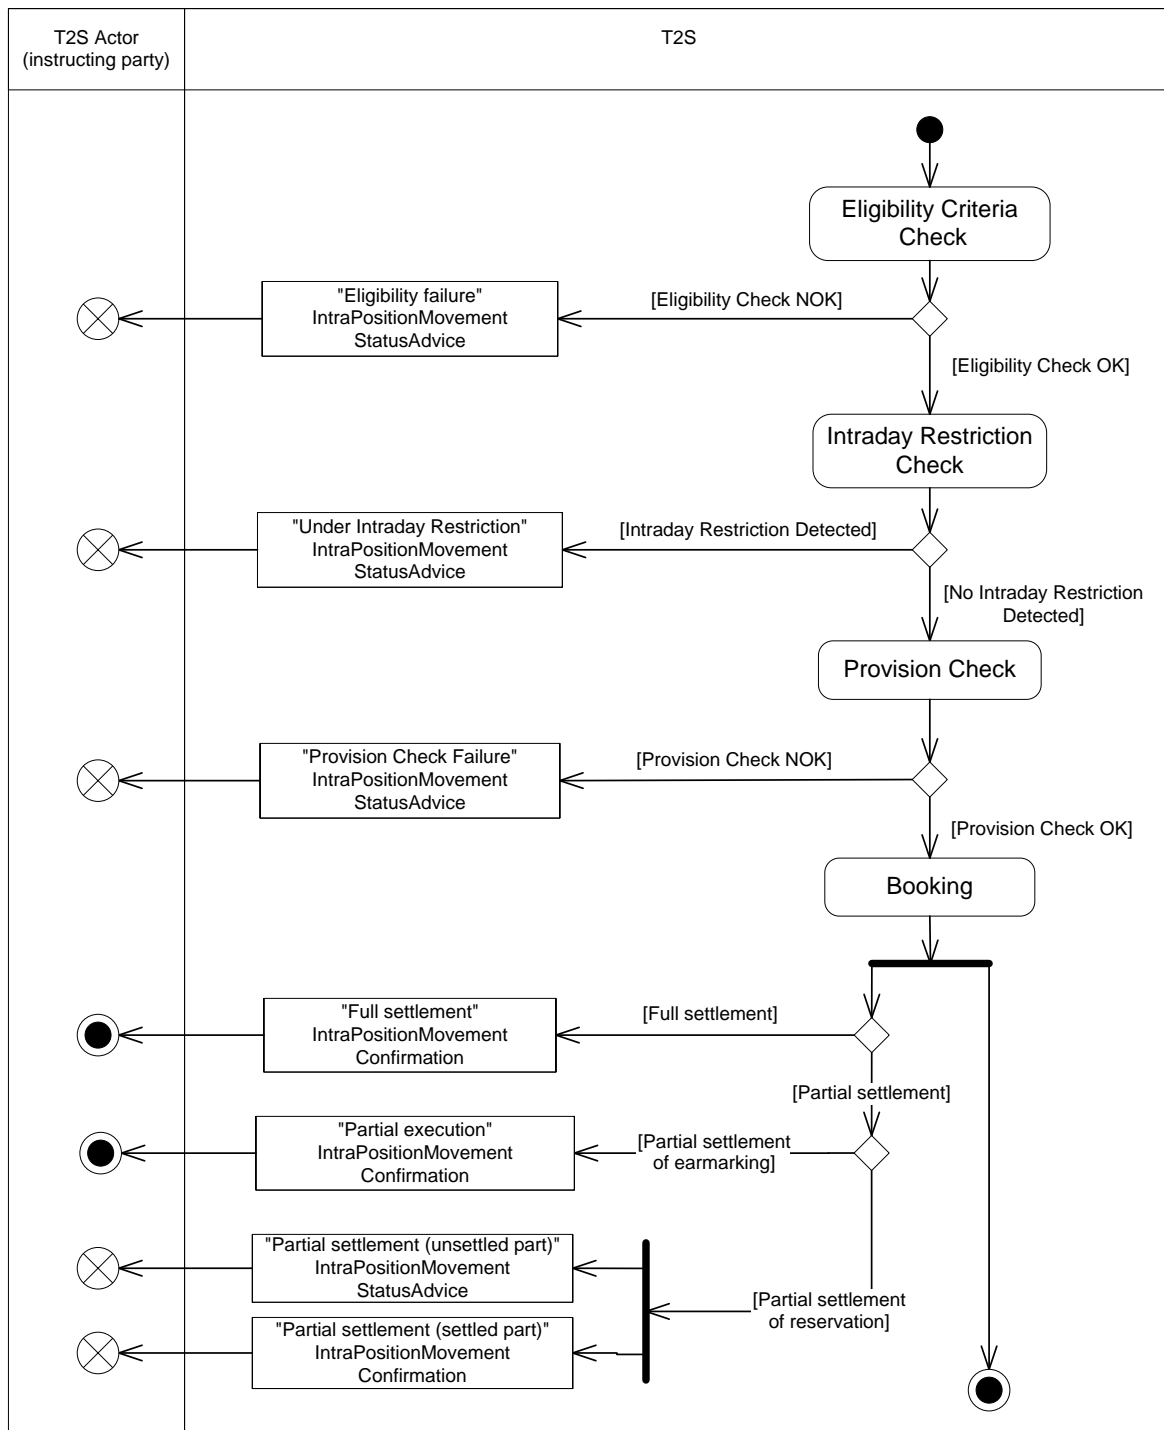 T2S Actor
(instructing party)
T2S
Eligibility Criteria
Check
"Eligibility failure"
IntraPositionMovement
StatusAdvice
[Eligibility Check NOK]
[Eligibility Check OK]
Intraday Restriction
Check
"Under Intraday Restriction"
IntraPositionMovement
StatusAdvice
[Intraday Restriction Detected]
[No Intraday Restriction
Detected]
Provision Check
"Provision Check Failure"
IntraPositionMovement
StatusAdvice
[Provision Check NOK]
[Provision Check OK]
Booking
"Full settlement"
IntraPositionMovement
Confirmation
[Full settlement]
[Partial settlement]
"Partial execution"
IntraPositionMovement
Confirmation
[Partial settlement
of earmarking]
"Partial settlement (unsettled part)"
IntraPositionMovement
StatusAdvice
[Partial settlement
of reservation]
"Partial settlement (settled part)"
IntraPositionMovement
Confirmation